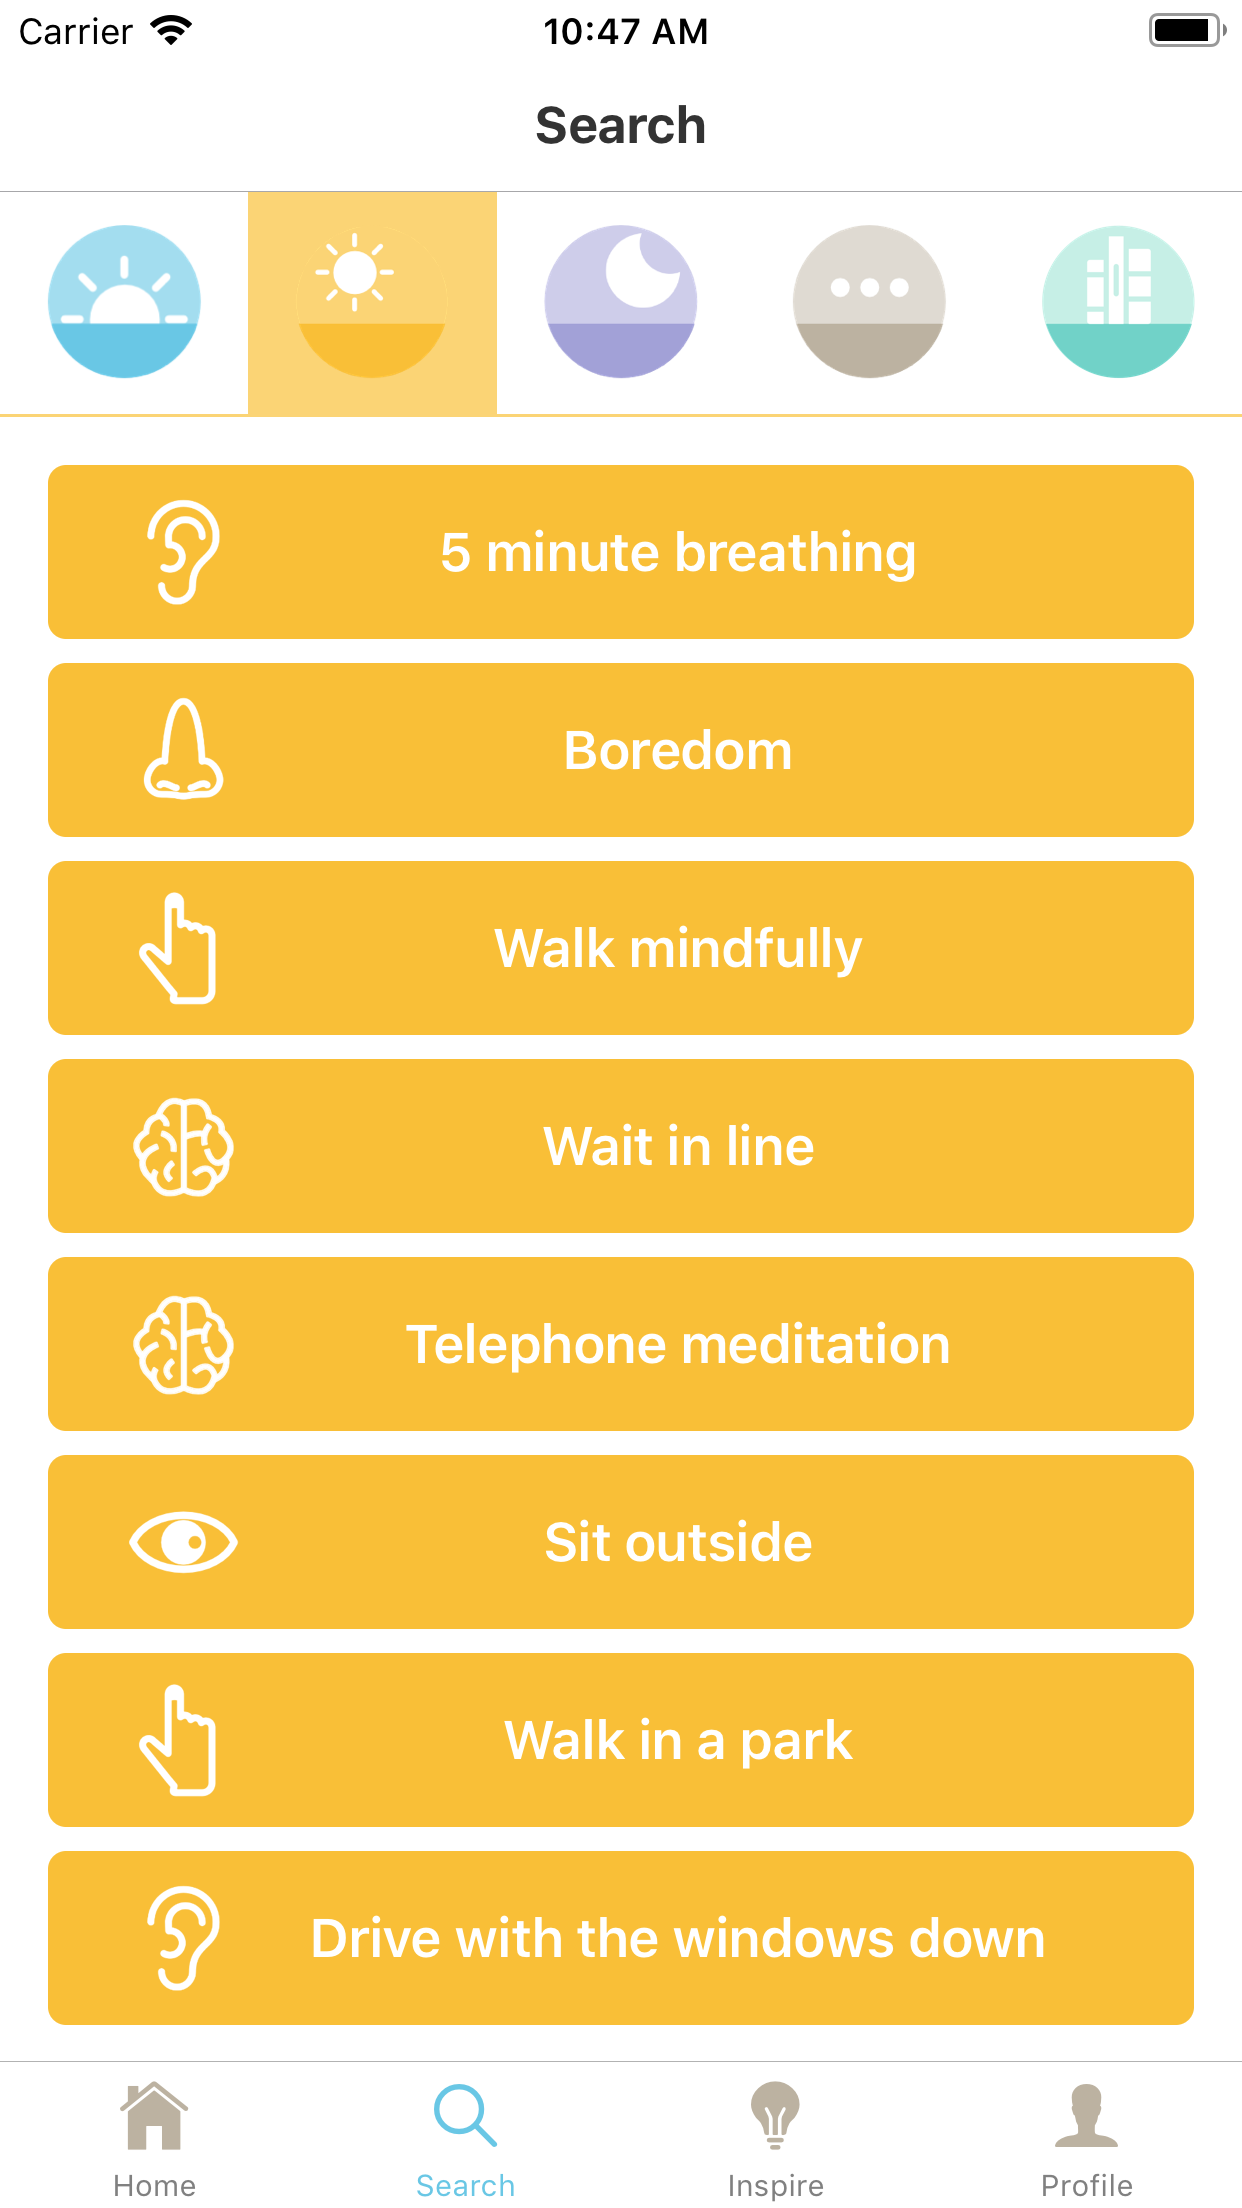 Carrier 10:47 AM
Search
5 minute breathing
Boredom
Walk mindfully
Wait in line
Telephone meditation
Sit outside
Walk in a park
Drive with the windows down
Home Search Inspire Profile